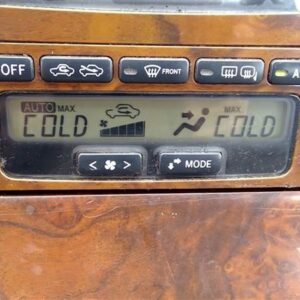 OFF FRONT
AUTO MAX MAX
COLD COLD
< > MODE